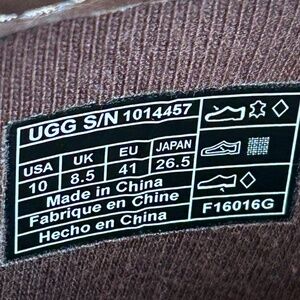 UGG S/N 1014457
USA UK EU JAPAN
10 8.5 41 26.5
Made in China
Fabrique en Chine
Hecho en China
F16016G